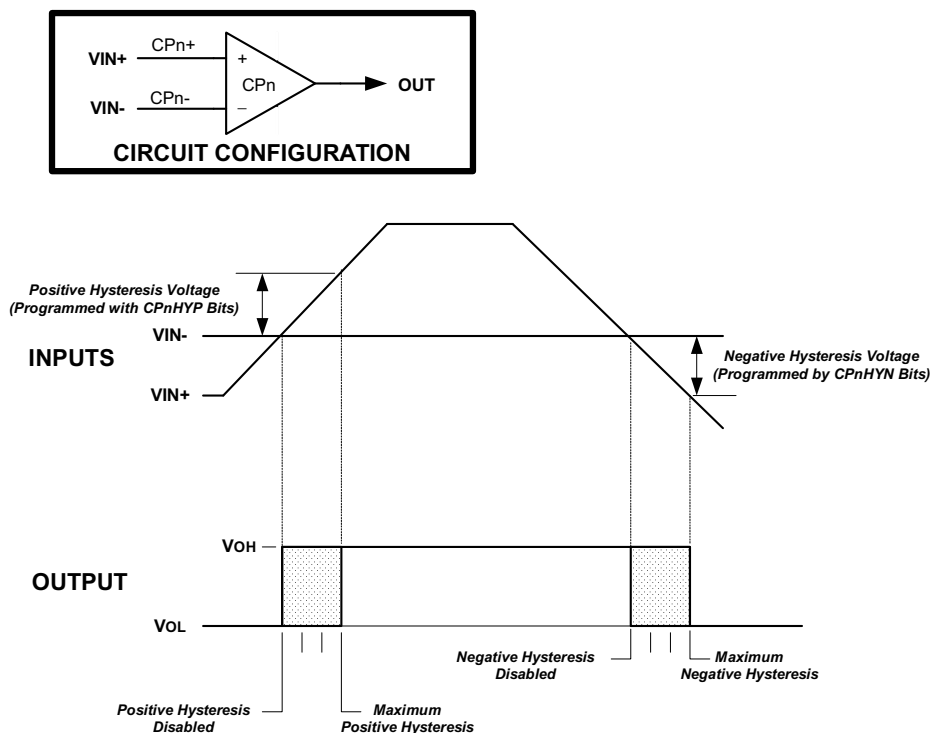 VIN+
CPn+
+
CPn
OUT
VIN-
CPn-
–
CIRCUIT CONFIGURATION
Positive Hysteresis Voltage
(Programmed with CPnHYP Bits)
VIN-
INPUTS
Negative Hysteresis Voltage
(Programmed by CPnHYN Bits)
VIN+
VOH
OUTPUT
VOL
Negative Hysteresis
Disabled
Maximum
Negative Hysteresis
Positive Hysteresis
Disabled
Maximum
Positive Hysteresis